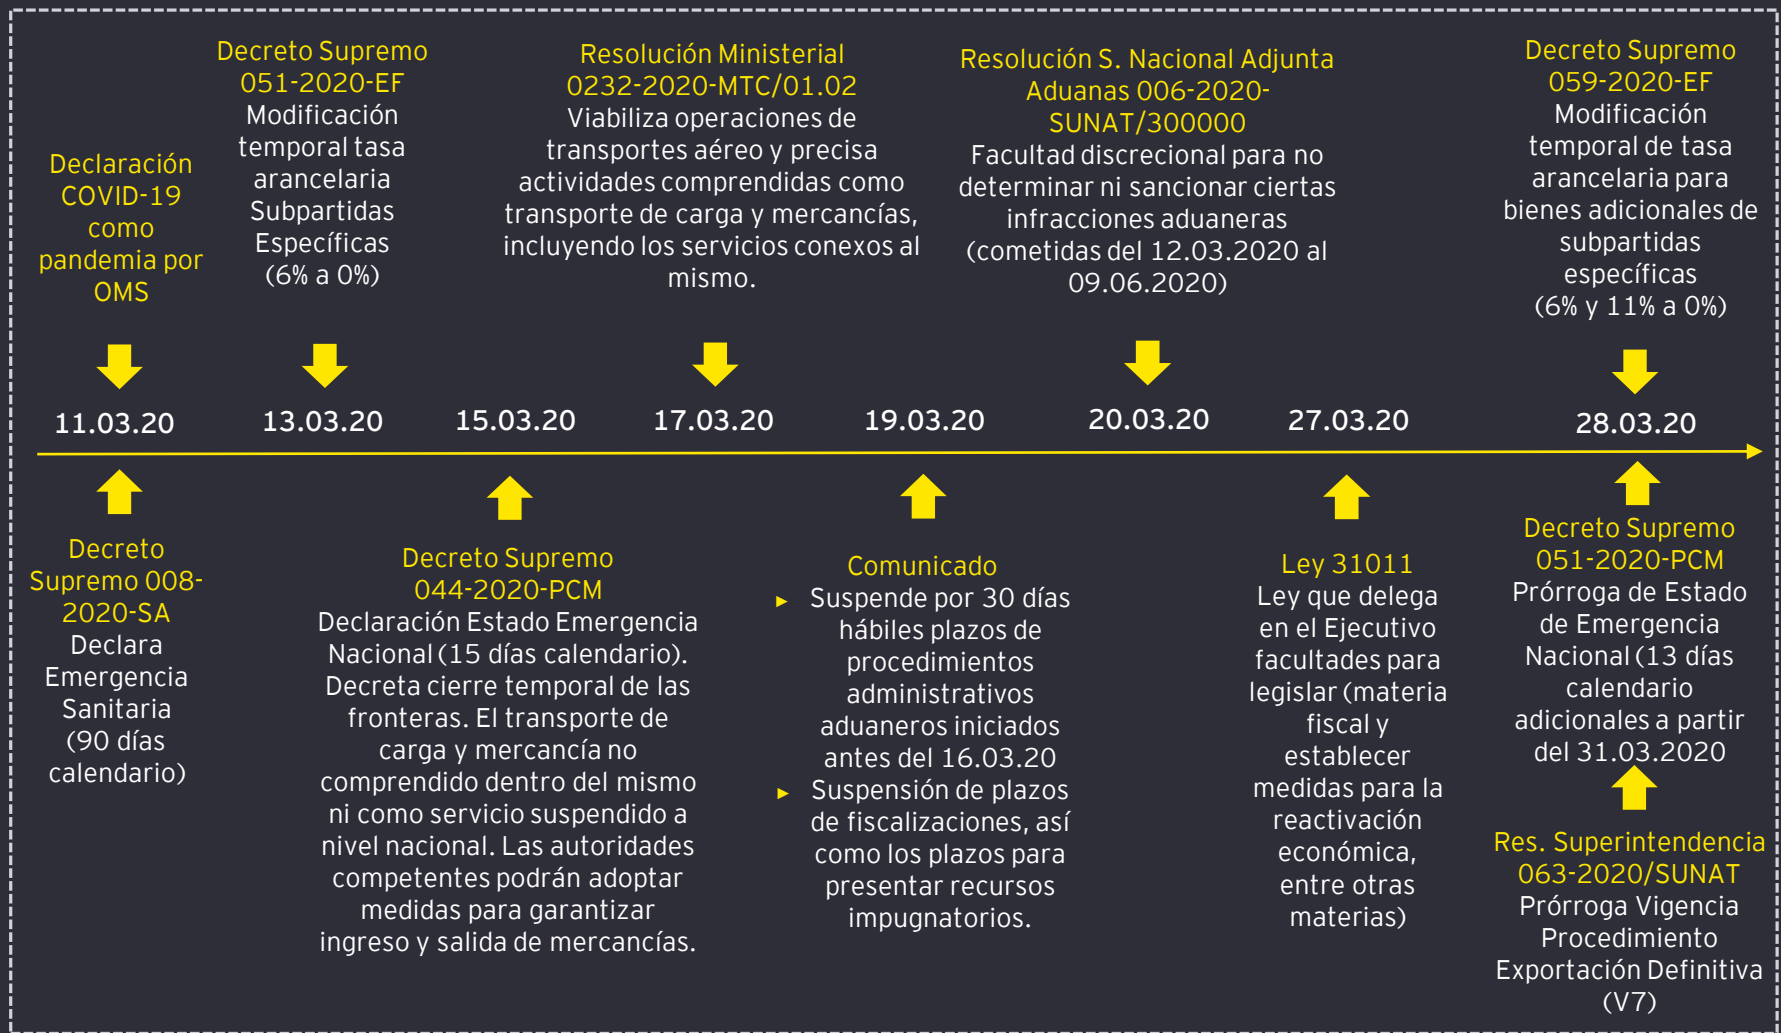 Declaración
COVID-19
como
pandemia por
OMS
Decreto Supremo
051-2020-EF
Modificación
temporal tasa
arancelaria
Subpartidas
Específicas
(6% a 0%)
Resolución Ministerial
0232-2020-MTC/01.02
Viabiliza operaciones de
transportes aéreo y precisa
actividades comprendidas como
transporte de carga y mercancías,
incluyendo los servicios conexos al
mismo.
Resolución S. Nacional Adjunta
Aduanas 006-2020-
SUNAT/300000
Facultad discrecional para no
determinar ni sancionar ciertas
infracciones aduaneras
(cometidas del 12.03.2020 al
09.06.2020)
Decreto Supremo
059-2020-EF
Modificación
temporal de tasa
arancelaria para
bienes adicionales de
subpartidas
específicas
(6% y 11% a 0%)
11.03.20
13.03.20
15.03.20
17.03.20
19.03.20
20.03.20
27.03.20
28.03.20
Decreto
Supremo 008-
2020-SA
Declara
Emergencia
Sanitaria
(90 días
calendario)
Decreto Supremo
044-2020-PCM
Declaración Estado Emergencia
Nacional (15 días calendario).
Decreta cierre temporal de las
fronteras. El transporte de
carga y mercancía no
comprendido dentro del mismo
ni como servicio suspendido a
nivel nacional. Las autoridades
competentes podrán adoptar
medidas para garantizar
ingreso y salida de mercancías.
Comunicado
► Suspende por 30 días
hábiles plazos de
procedimientos
administrativos
aduaneros iniciados
antes del 16.03.20
► Suspensión de plazos
de fiscalizaciones, así
como los plazos para
presentar recursos
impugnatorios.
Ley 31011
Ley que delega
en el Ejecutivo
facultades para
legislar (materia
fiscal y
establecer
medidas para la
reactivación
económica,
entre otras
materias)
Decreto Supremo
051-2020-PCM
Prórroga de Estado
de Emergencia
Nacional (13 días
calendario
adicionales a partir
del 31.03.2020
Res. Superintendencia
063-2020/SUNAT
Prórroga Vigencia
Procedimiento
Exportación Definitiva
(V7)